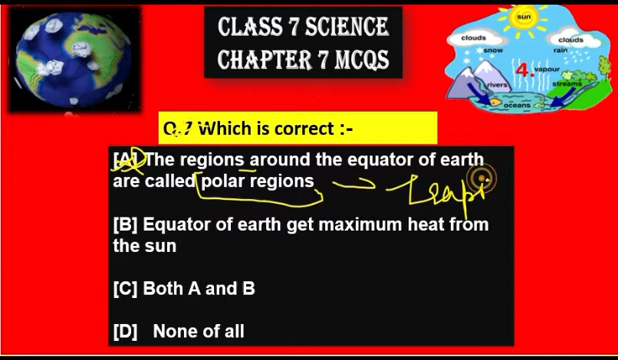 CLASS 7 SCIENCE
CHAPTER 7 MCQS
sun
clouds
clouds
snow
rain
4.
vapour
rivers
streams
oceans
Q.7 Which is correct :-
[A] The regions around the equator of earth
are called polar regions
[B] Equator of earth get maximum heat from
the sun
[C] Both A and B
[D] None of all